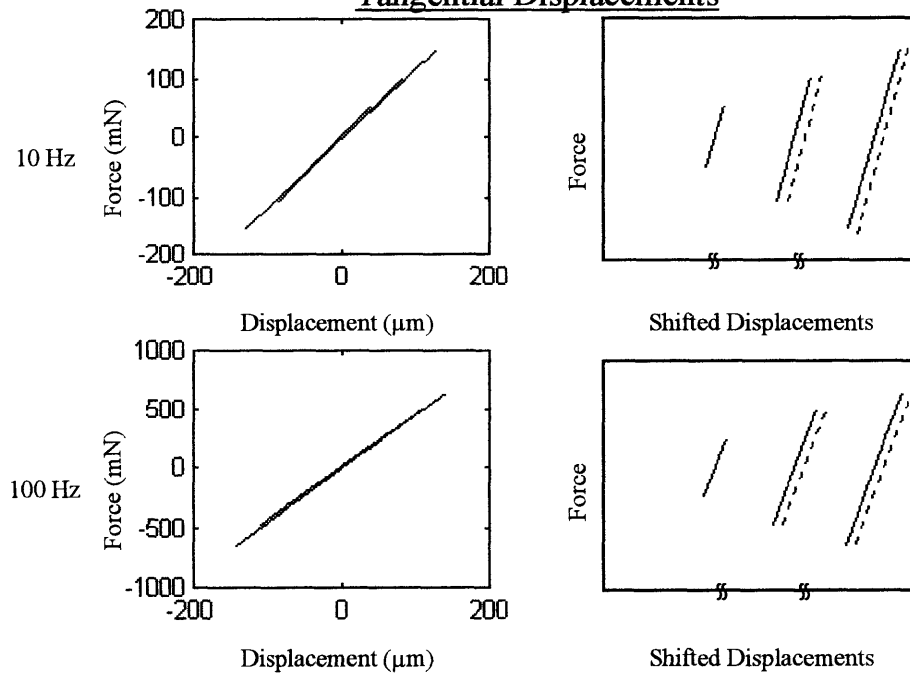 Tangential Displacements
10 Hz
Force (mN)
200
100
0
-100
-200
-200
0
200
Displacement (µm)
Force
Shifted Displacements
100 Hz
Force (mN)
1000
500
0
-500
-1000
-200
0
200
Displacement (µm)
Force
Shifted Displacements